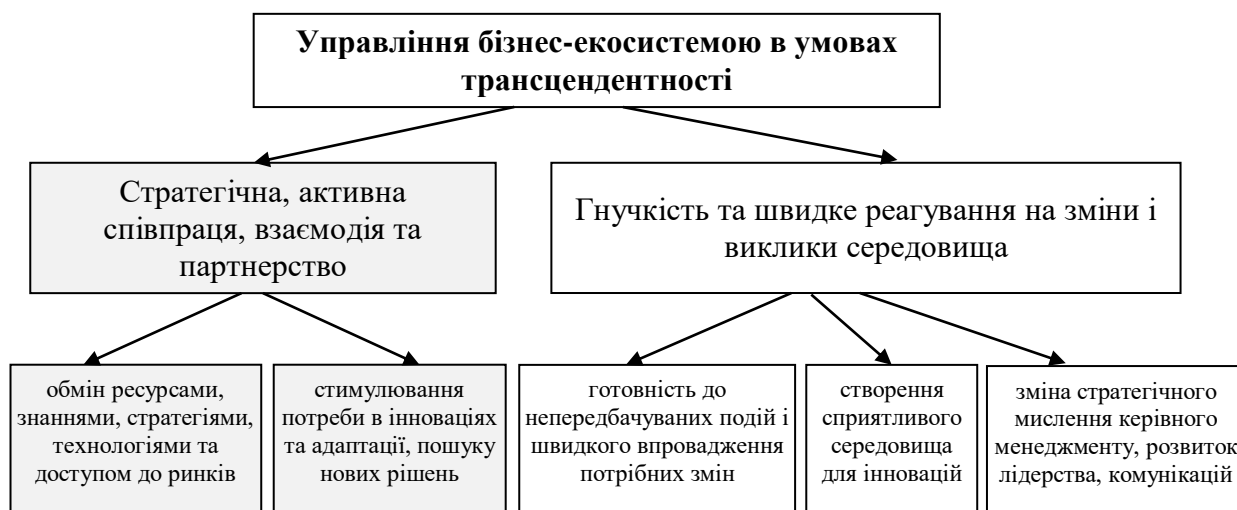 Управління бізнес-екосистемою в умовах
трансцендентності
Стратегічна, активна
співпраця, взаємодія та
партнерство
Гнучкість та швидке реагування на зміни і
виклики середовища
обмін ресурсами,
знаннями, стратегіями,
технологіями та
доступом до ринків
стимулювання
потреби в інноваціях
та адаптації, пошуку
нових рішень
готовність до
непередбачуваних подій і
швидкого впровадження
потрібних змін
створення
сприятливого
середовища
для інновацій
зміна стратегічного
мислення керівного
менеджменту, розвиток
лідерства, комунікацій